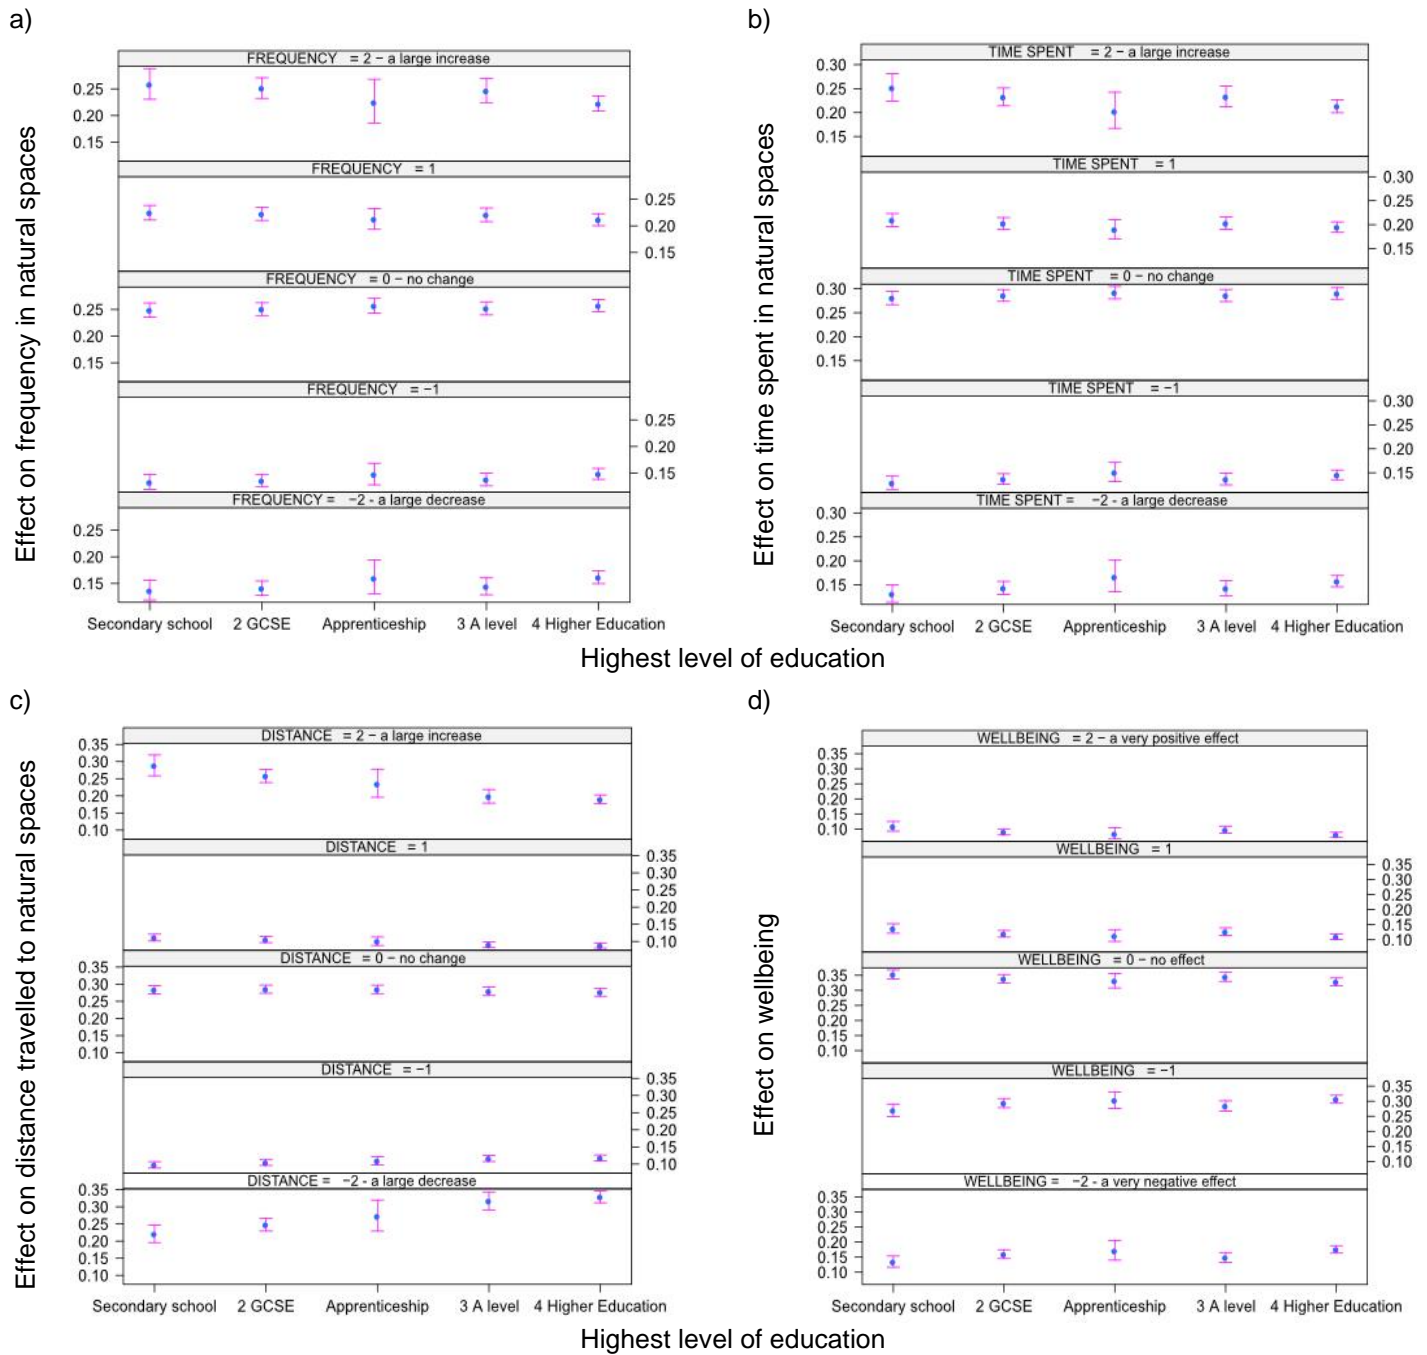 a)
Effect on frequency in natural spaces
FREQUENCY = 2 − a large increase
0.25
0.20
0.15
FREQUENCY = 1
0.25
0.20
0.15
FREQUENCY = 0 − no change
0.25
0.20
0.15
FREQUENCY = −1
0.25
0.20
0.15
FREQUENCY = −2 - a large decrease
0.25
0.20
0.15
Secondary school 2 GCSE Apprenticeship 3 A level 4 Higher Education
b)
Effect on time spent in natural spaces
TIME SPENT = 2 − a large increase
0.30
0.25
0.20
0.15
TIME SPENT = 1
0.30
0.25
0.20
0.15
TIME SPENT = 0 − no change
0.30
0.25
0.20
0.15
TIME SPENT = −1
0.30
0.25
0.20
0.15
TIME SPENT = −2 - a large decrease
0.30
0.25
0.20
0.15
Secondary school 2 GCSE Apprenticeship 3 A level 4 Higher Education
Highest level of education
c)
Effect on distance travelled to natural spaces
DISTANCE = 2 − a large increase
0.35
0.30
0.25
0.20
0.15
0.10
DISTANCE = 1
0.35
0.30
0.25
0.20
0.15
0.10
DISTANCE = 0 − no change
0.35
0.30
0.25
0.20
0.15
0.10
DISTANCE = −1
0.35
0.30
0.25
0.20
0.15
0.10
DISTANCE = −2 - a large decrease
0.35
0.30
0.25
0.20
0.15
0.10
Secondary school 2 GCSE Apprenticeship 3 A level 4 Higher Education
d)
Effect on wellbeing
WELLBEING = 2 − a very positive effect
0.35
0.30
0.25
0.20
0.15
0.10
WELLBEING = 1
0.35
0.30
0.25
0.20
0.15
0.10
WELLBEING = 0 − no effect
0.35
0.30
0.25
0.20
0.15
0.10
WELLBEING = −1
0.35
0.30
0.25
0.20
0.15
0.10
WELLBEING = −2 - a very negative effect
0.35
0.30
0.25
0.20
0.15
0.10
Secondary school 2 GCSE Apprenticeship 3 A level 4 Higher Education
Highest level of education